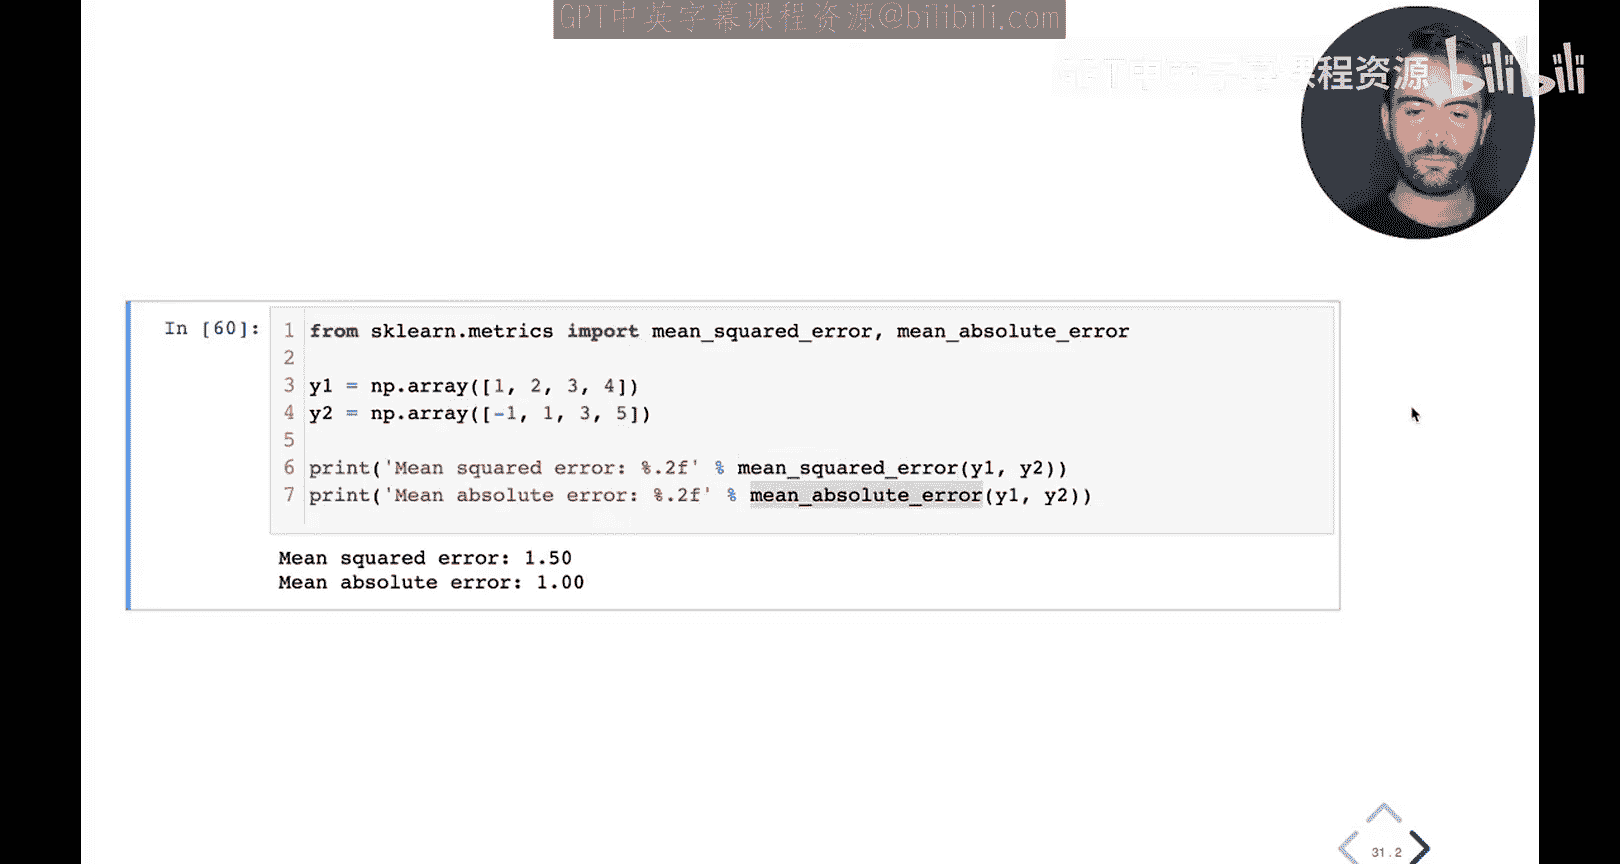 GPT中英字幕课程资源@bilibili.com
课程资源 bilibili
In [60]:
1 from sklearn.metrics import mean_squared_error, mean_absolute_error
2
3 y1 = np.array([1, 2, 3, 4])
4 y2 = np.array([-1, 1, 3, 5])
5
6 print('Mean squared error: %.2f' % mean_squared_error(y1, y2))
7 print('Mean absolute error: %.2f' % mean_absolute_error(y1, y2))
Mean squared error: 1.50
Mean absolute error: 1.00
31.2